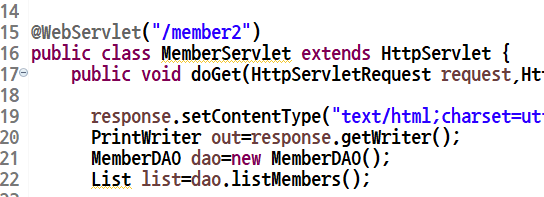 14
15 @WebServlet("/member2")
16 public class MemberServlet extends HttpServlet {
17 public void doGet(HttpServletRequest request,Ht
18
19 response.setContentType("text/html;charset=ut
20 PrintWriter out=response.getWriter();
21 MemberDAO dao=new MemberDAO();
22 List list=dao.listMembers();